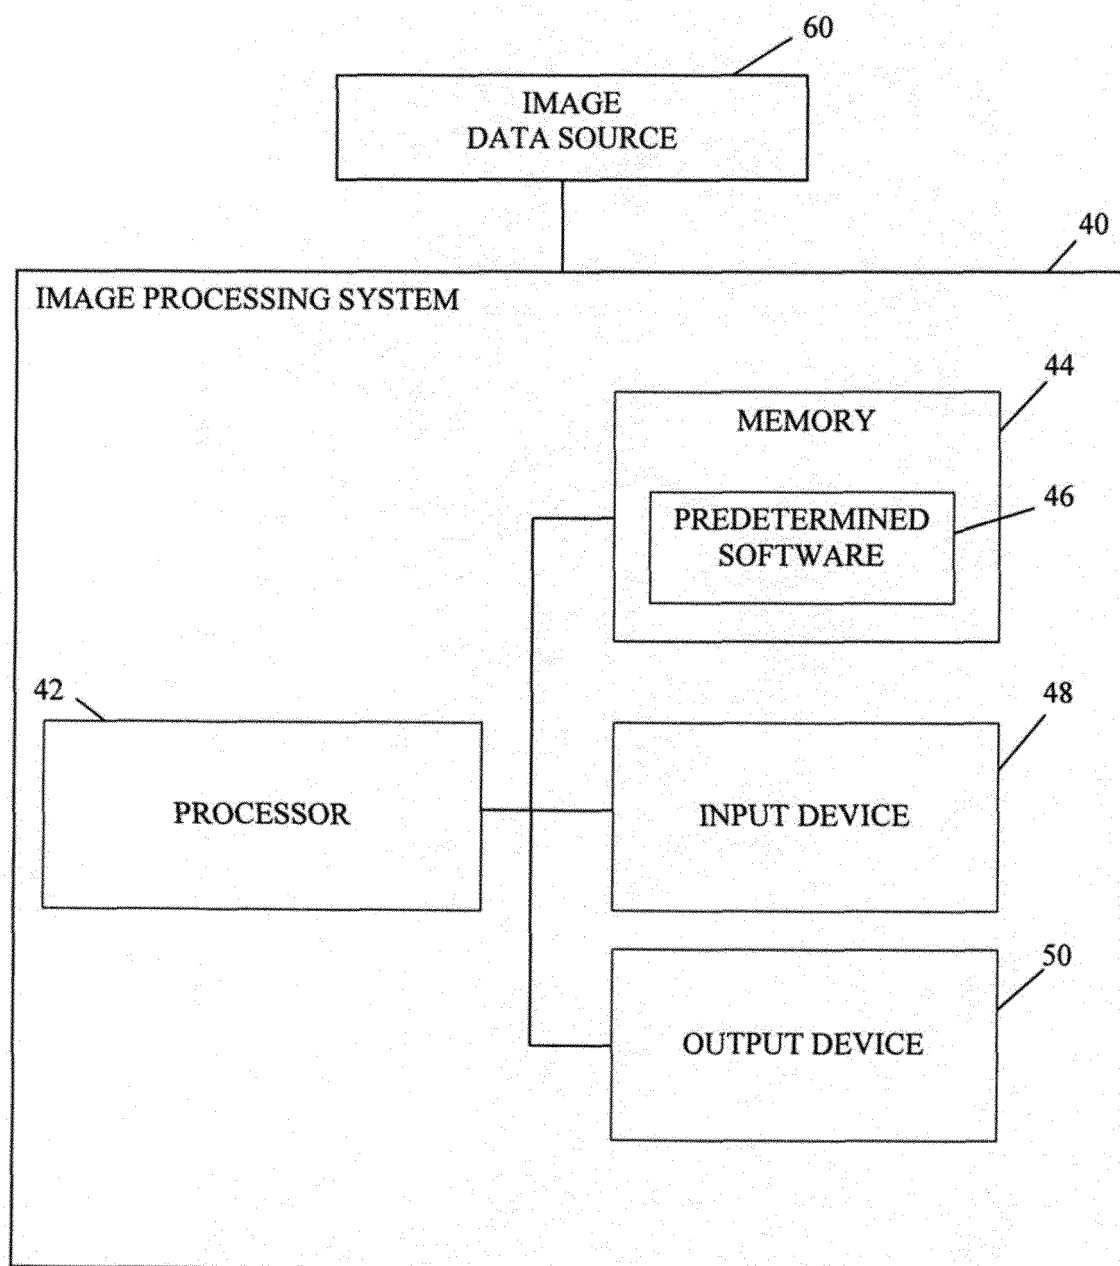 60
IMAGE
DATA SOURCE
40
IMAGE PROCESSING SYSTEM
44
MEMORY
46
PREDETERMINED
SOFTWARE
42
48
PROCESSOR
INPUT DEVICE
50
OUTPUT DEVICE